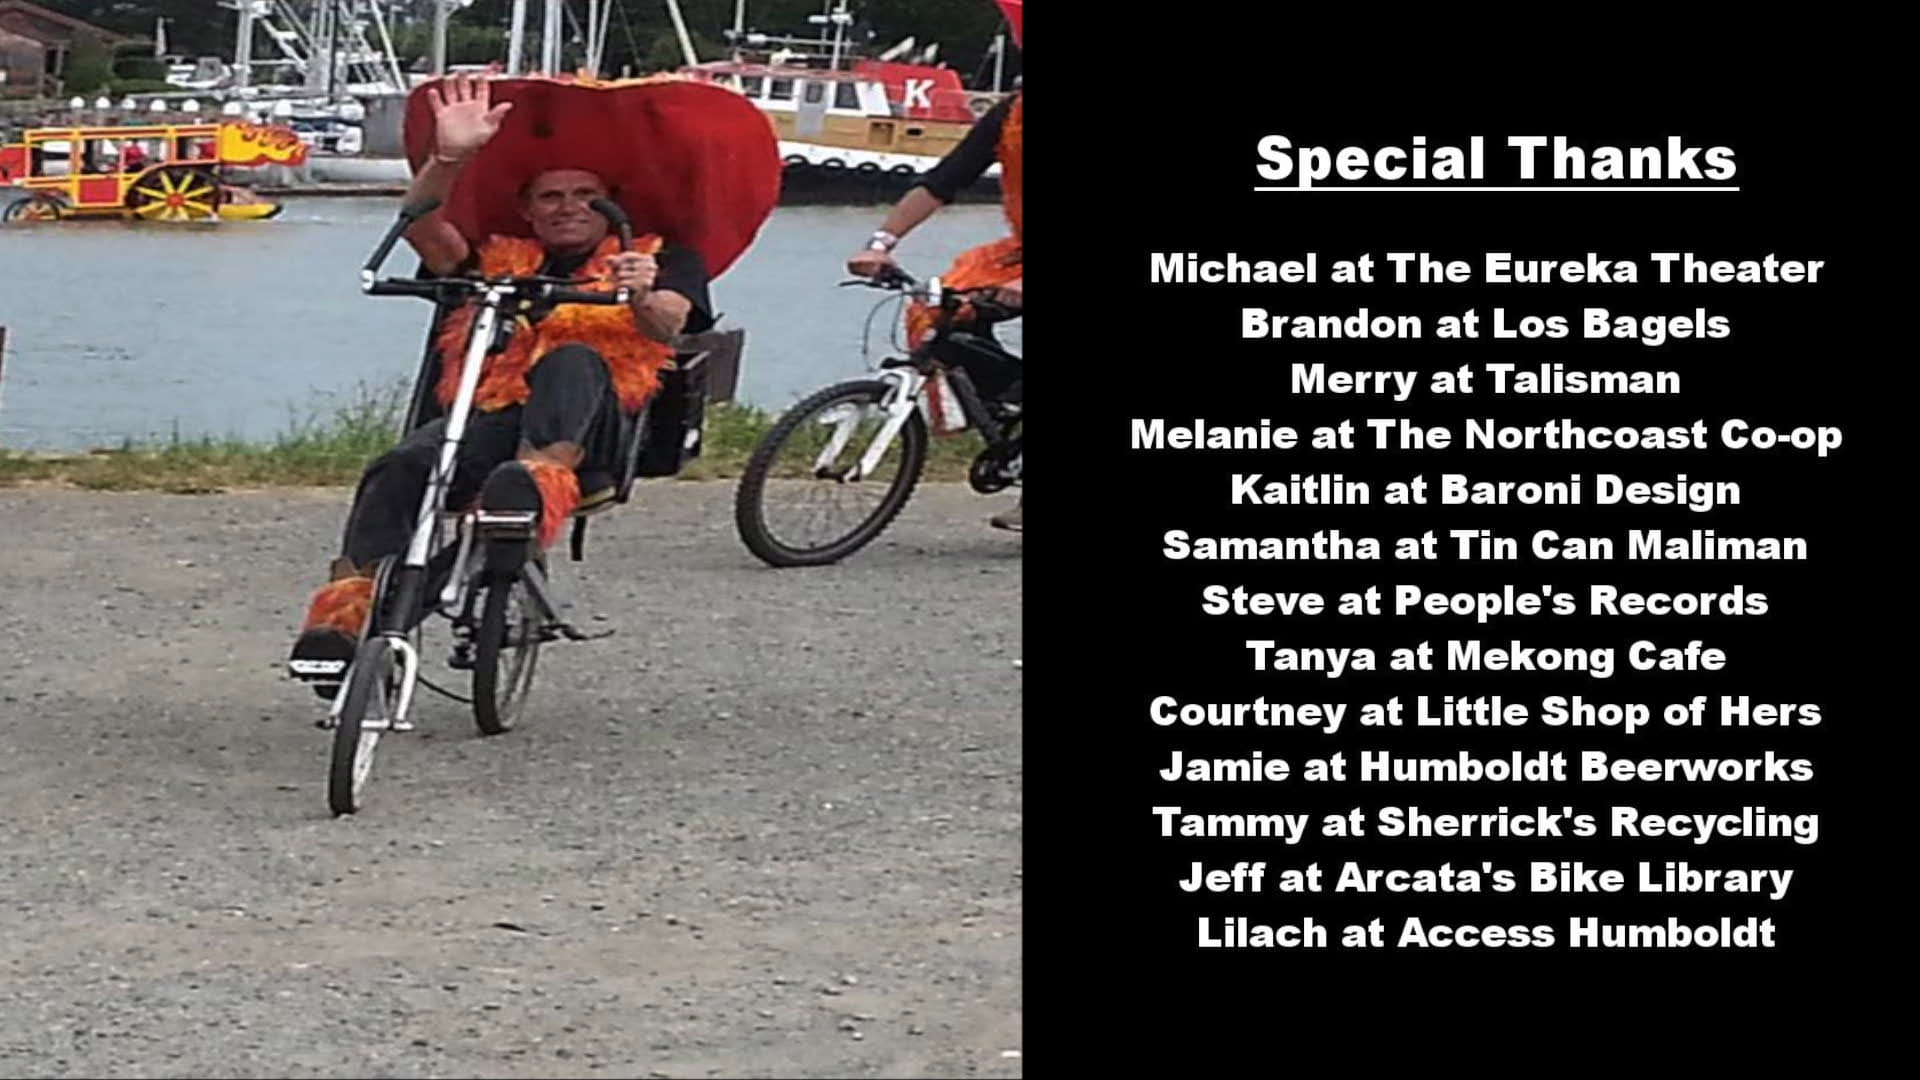 K
Special Thanks
Michael at The Eureka Theater
Brandon at Los Bagels
Merry at Talisman
Melanie at The Northcoast Co-op
Kaitlin at Baroni Design
Samantha at Tin Can Maliman
Steve at People's Records
Tanya at Mekong Cafe
Courtney at Little Shop of Hers
Jamie at Humboldt Beerworks
Tammy at Sherrick's Recycling
Jeff at Arcata's Bike Library
Lilach at Access Humboldt